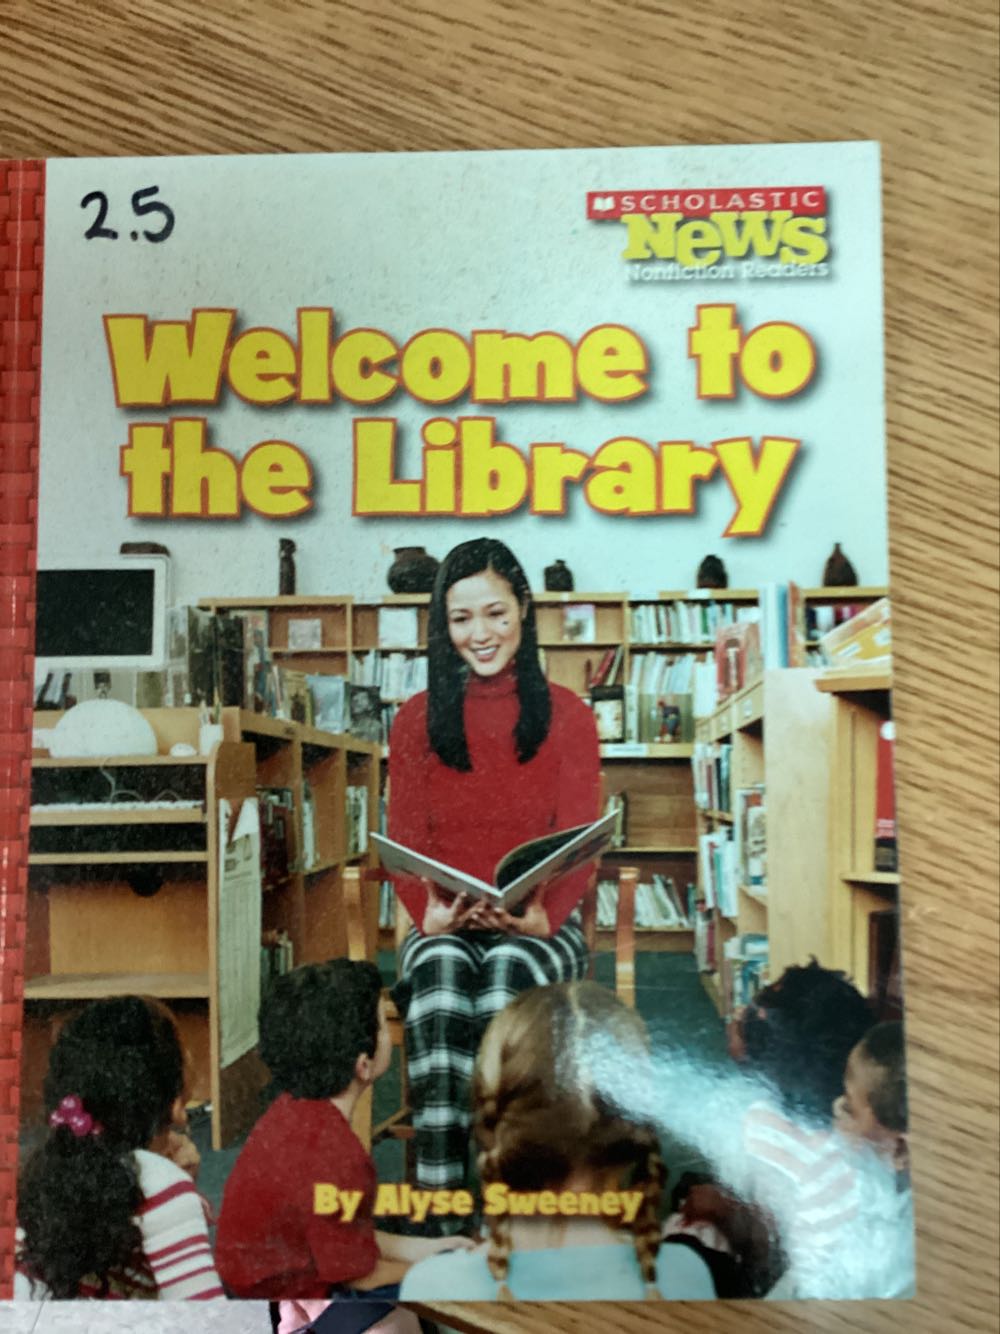 2.5
SCHOLASTIC
News
Nonfiction Readers
Welcome to
the Library
By Alyse Sweeney